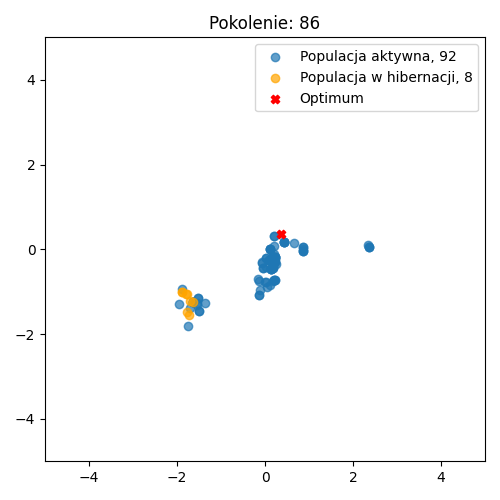 Pokolenie: 86
Populacja aktywna, 92
Populacja w hibernacji, 8
Optimum
4
2
0
−2
−4
−4 −2 0 2 4